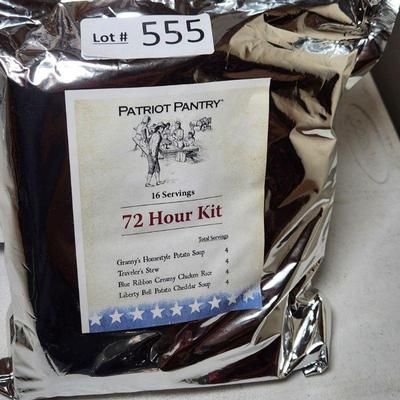 Lot # 555
PATRIOT PANTRY™
16 Servings
72 Hour Kit
Total Servings
Granny's Homestyle Potato Soup 4
Traveler's Stew 4
Blue Ribbon Creamy Chicken Rice 4
Liberty Bell Potato Cheddar Soup 4